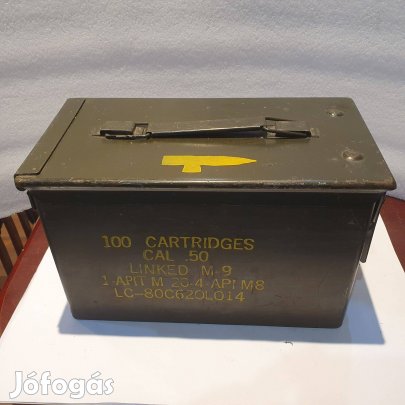 100 CARTRIDGES
CAL .50
LINKED M-9
1-APIT M 20-4 API M8
LC-80C620L014
Jófogás